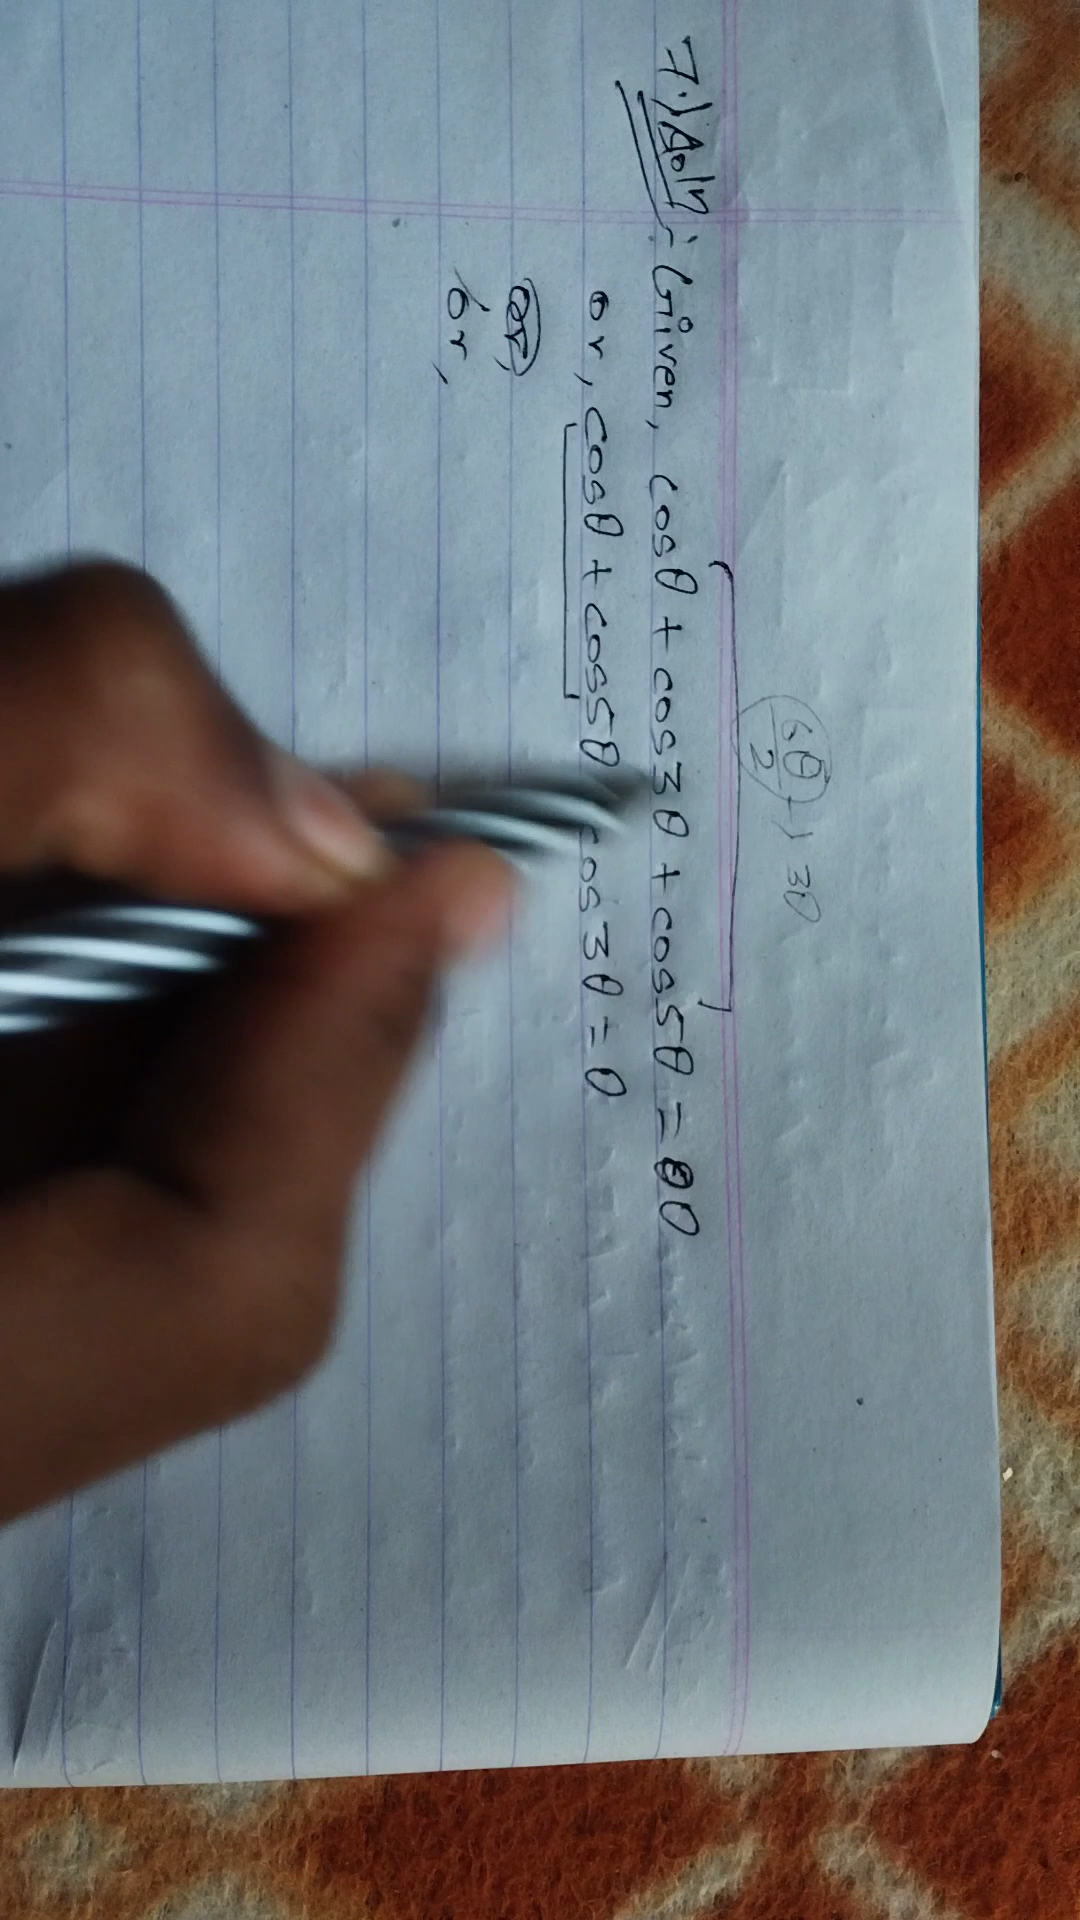 6θ/2 → 3θ
7.) Soln :- Given, cosθ + cos3θ + cos5θ = 0
or, cosθ + cos5θ cos3θ = 0
or,
or,